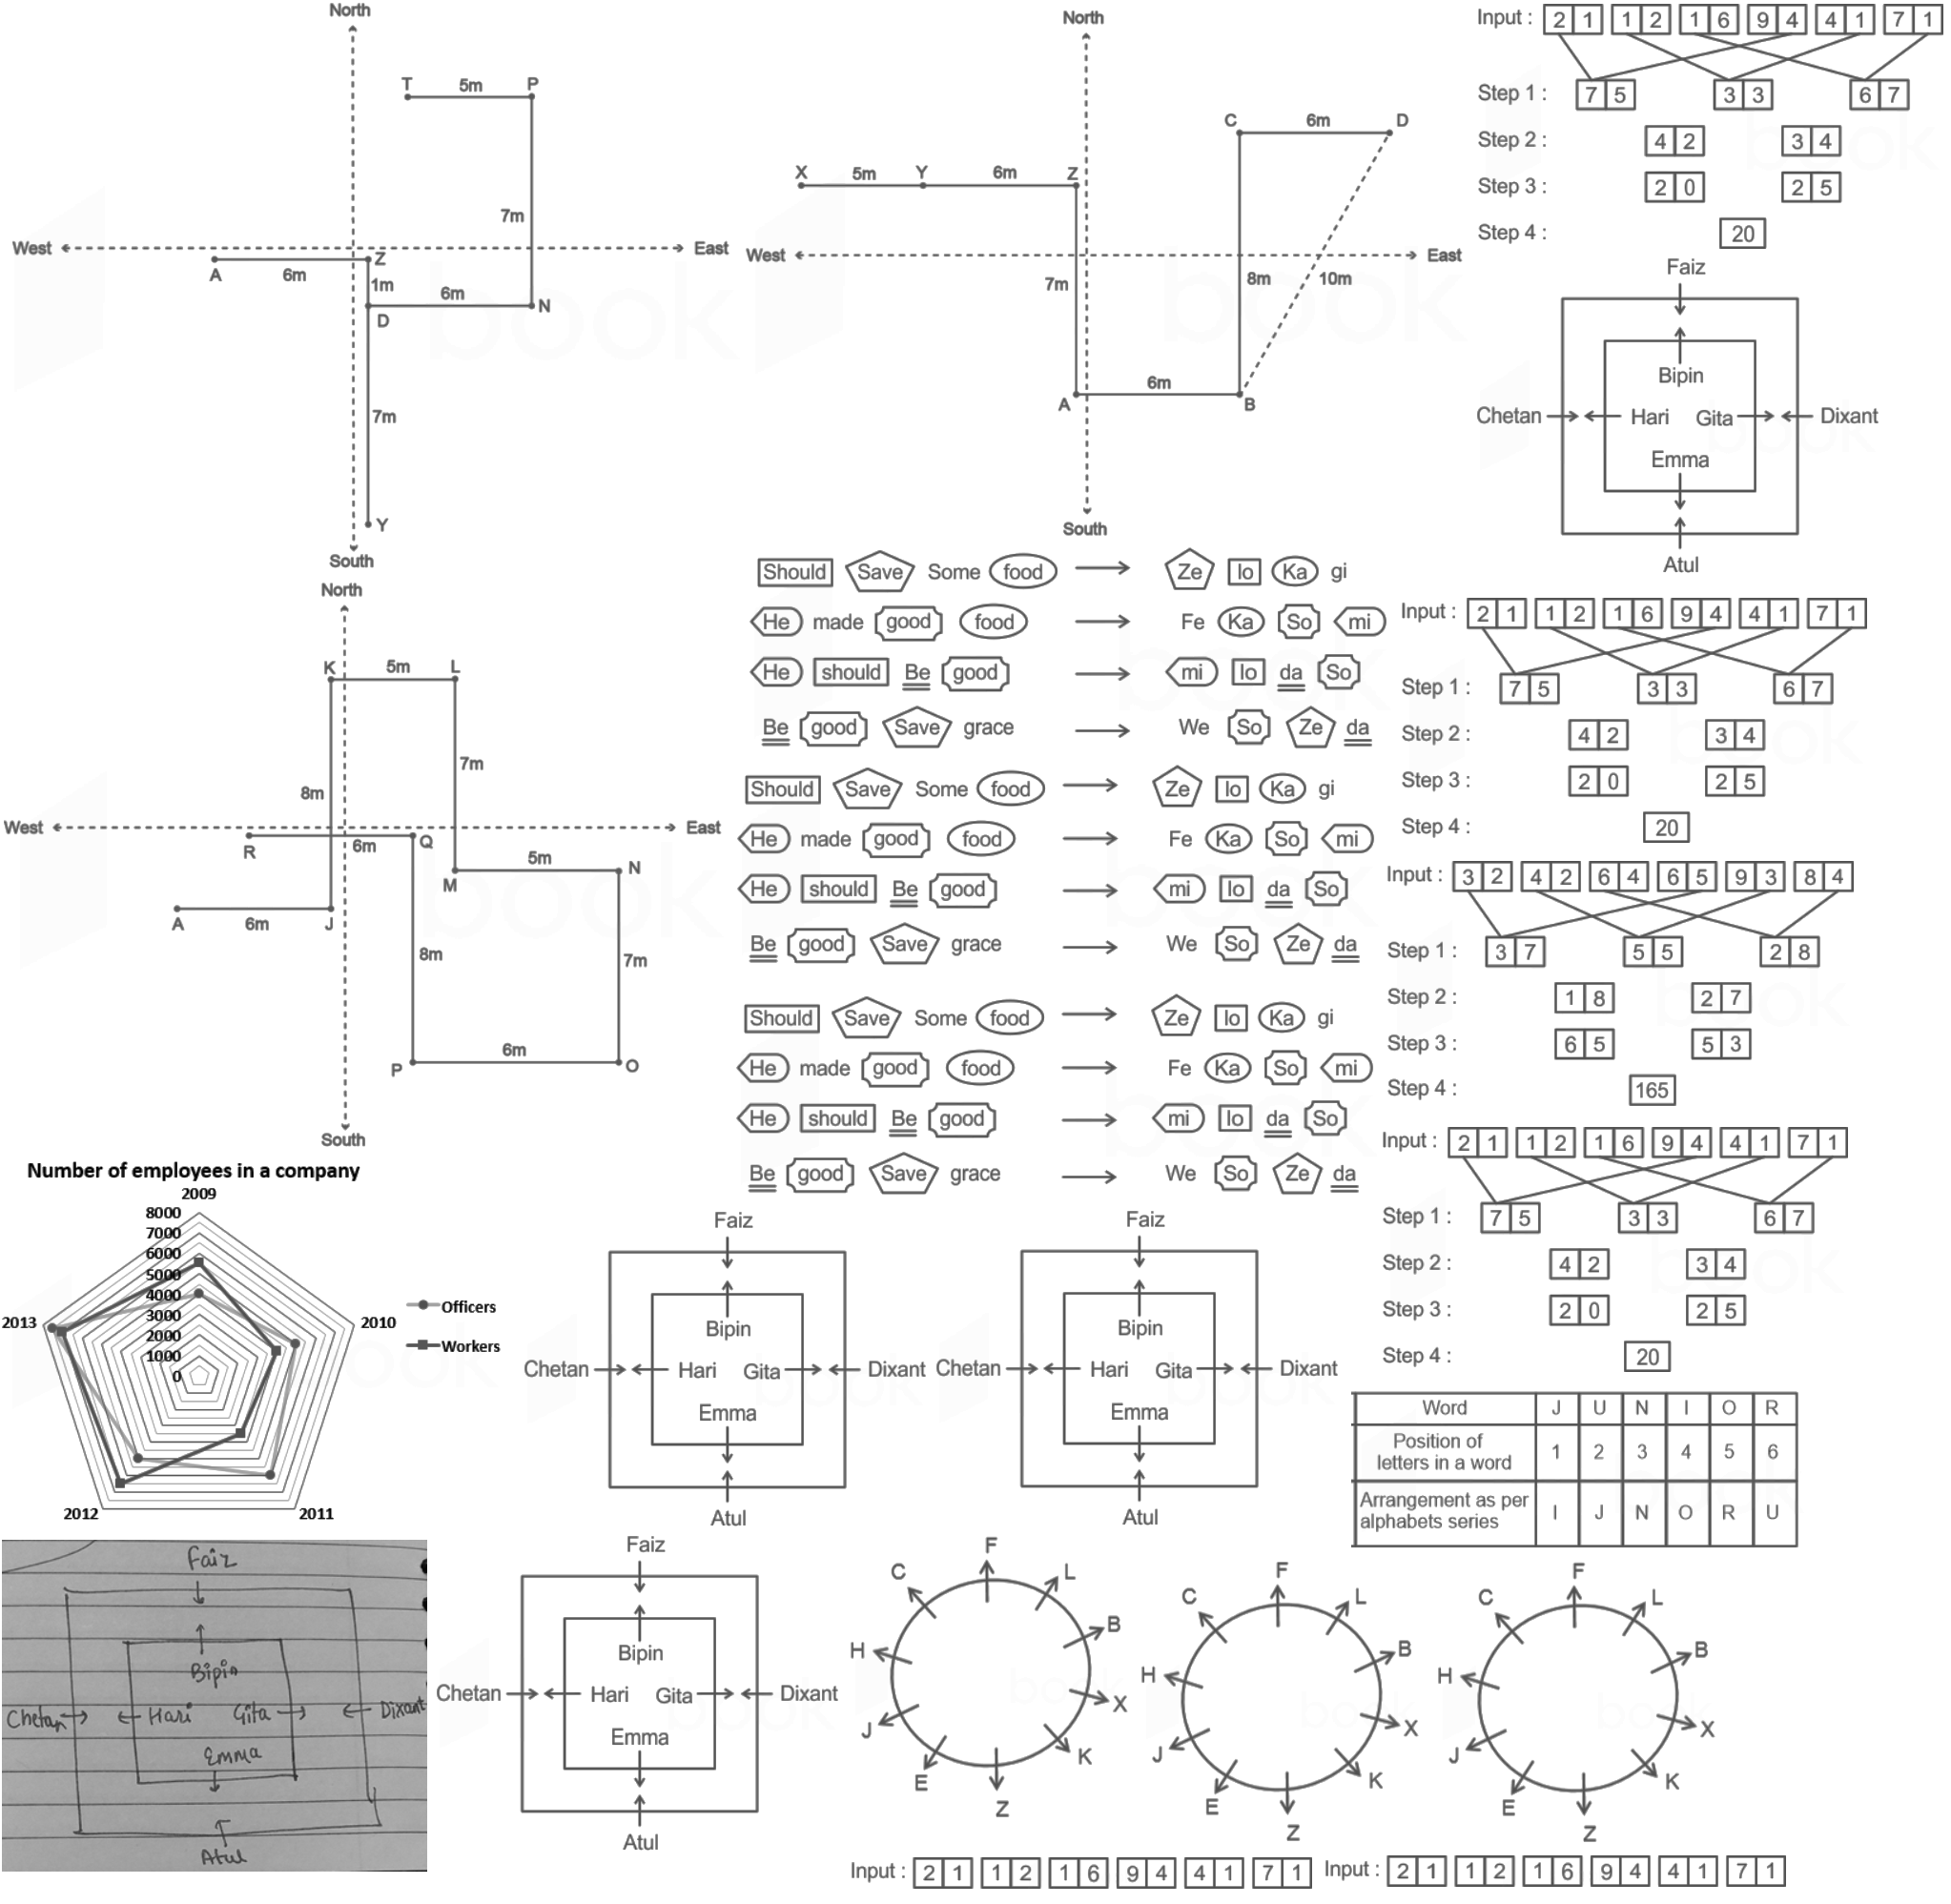 North
T 5m P
7m
West East
A 6m Z
1m
6m
D N
7m
Y
South
North
C 6m D
X 5m Y 6m Z
West East
7m 8m 10m
6m
A B
South
Input : 2 1 1 2 1 6 9 4 4 1 7 1
Step 1 : 7 5 3 3 6 7
Step 2 : 4 2 3 4
Step 3 : 2 0 2 5
Step 4 : 20
Faiz
Bipin
Chetan Hari Gita Dixant
Emma
Atul
North
K 5m L
7m
8m
West East
R 6m Q
5m N
M
A 6m J
8m 7m
6m
P O
South
Should Save Some food Ze lo Ka gi
He made good food Fe Ka So mi
He should Be good mi lo da So
Be good Save grace We So Ze da
Should Save Some food Ze lo Ka gi
He made good food Fe Ka So mi
He should Be good mi lo da So
Be good Save grace We So Ze da
Should Save Some food Ze lo Ka gi
He made good food Fe Ka So mi
He should Be good mi lo da So
Be good Save grace We So Ze da
Input : 2 1 1 2 1 6 9 4 4 1 7 1
Step 1 : 7 5 3 3 6 7
Step 2 : 4 2 3 4
Step 3 : 2 0 2 5
Step 4 : 20
Input : 3 2 4 2 6 4 6 5 9 3 8 4
Step 1 : 3 7 5 5 2 8
Step 2 : 1 8 2 7
Step 3 : 6 5 5 3
Step 4 : 165
Input : 2 1 1 2 1 6 9 4 4 1 7 1
Step 1 : 7 5 3 3 6 7
Step 2 : 4 2 3 4
Step 3 : 2 0 2 5
Step 4 : 20
Number of employees in a company
2009
8000
7000
6000
5000
4000
3000
2000
1000
0
2013 2010
2012 2011
Officers
Workers
Faiz
Bipin
Chetan Hari Gita Dixant
Emma
Atul
Faiz
Bipin
Chetan Hari Gita Dixant
Emma
Atul
Word J U N I O R
Position of letters in a word 1 2 3 4 5 6
Arrangement as per alphabets series I J N O R U
Faiz
Bipin
Chetan Hari Gita Dixant
Emma
Atul
Faiz
Bipin
Chetan Hari Gita Dixant
Emma
Atul
F
C L
H B
X
J K
E Z
F
C L
H B
X
J K
E Z
F
C L
H B
X
J K
E Z
Input : 2 1 1 2 1 6 9 4 4 1 7 1
Input : 2 1 1 2 1 6 9 4 4 1 7 1
book